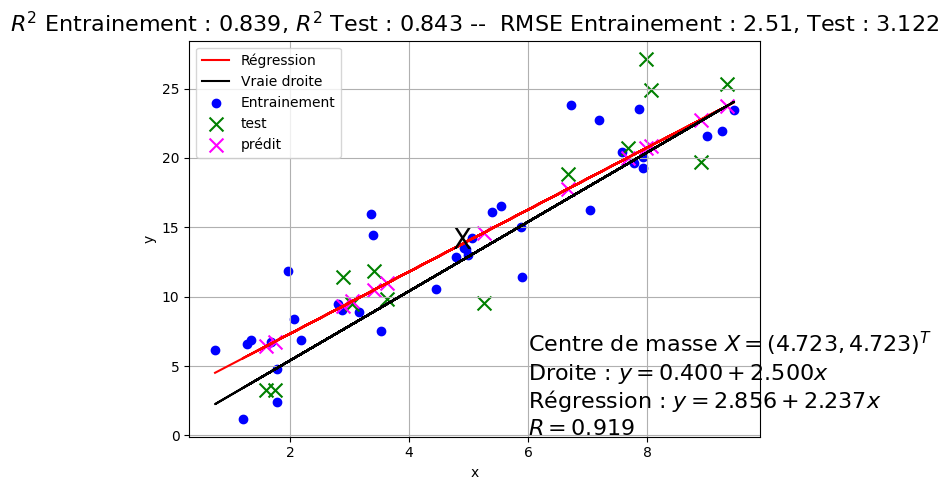 R² Entrainement : 0.839, R² Test : 0.843 -- RMSE Entrainement : 2.51, Test : 3.122
Régression
Vraie droite
Entrainement
test
prédit
25
20
15
10
5
0
y
Centre de masse X = (4.723, 4.723)ᵀ
Droite : y = 0.400 + 2.500x
Régression : y = 2.856 + 2.237x
R = 0.919
2 4 6 8
x